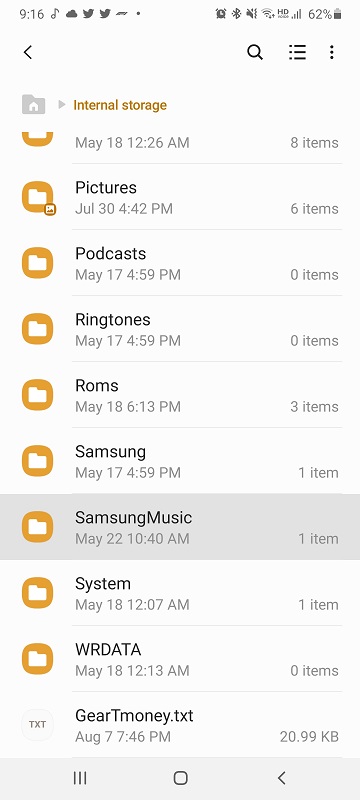 9:16
HD
62%
Internal storage
May 18 12:26 AM 8 items
Pictures
Jul 30 4:42 PM 6 items
Podcasts
May 17 4:59 PM 0 items
Ringtones
May 17 4:59 PM 0 items
Roms
May 18 6:13 PM 3 items
Samsung
May 17 4:59 PM 1 item
SamsungMusic
May 22 10:40 AM 1 item
System
May 18 12:07 AM 1 item
WRDATA
May 18 12:13 AM 0 items
GearTmoney.txt
TXT
Aug 7 7:46 PM 20.99 KB